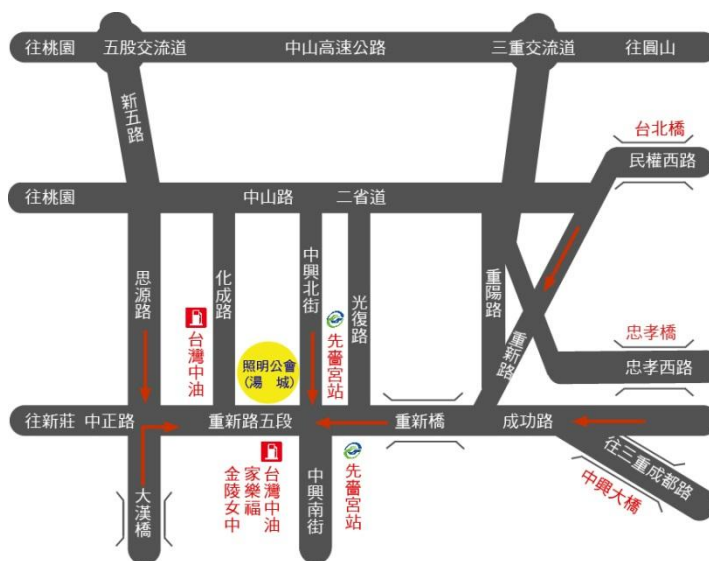 往桃園
五股交流道
中山高速公路
三重交流道
往圓山
新五路
台北橋
民權西路
往桃園
中山路
二省道
思源路
化成路
中興北街
光復路
重陽路
重新路
台灣中油
先嗇宮站
照明公會
(湯 城)
忠孝橋
忠孝西路
往新莊
中正路
重新路五段
重新橋
成功路
往三重成都路
中興大橋
大漢橋
台灣中油
家樂福
金陵女中
中興南街
先嗇宮站